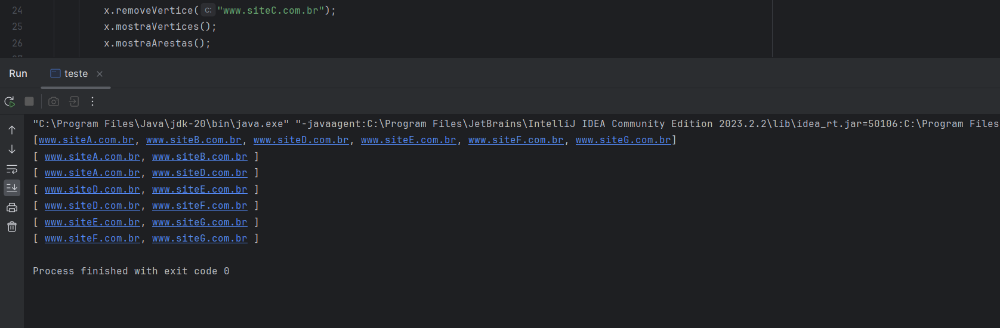 24 x.removeVertice( c: "www.siteC.com.br");
25 x.mostraVertices();
26 x.mostraArestas();
Run teste
"C:\Program Files\Java\jdk-20\bin\java.exe" "-javaagent:C:\Program Files\JetBrains\IntelliJ IDEA Community Edition 2023.2.2\lib\idea_rt.jar=50106:C:\Program Files
[www.siteA.com.br, www.siteB.com.br, www.siteD.com.br, www.siteE.com.br, www.siteF.com.br, www.siteG.com.br]
[ www.siteA.com.br, www.siteB.com.br ]
[ www.siteA.com.br, www.siteD.com.br ]
[ www.siteD.com.br, www.siteE.com.br ]
[ www.siteD.com.br, www.siteF.com.br ]
[ www.siteE.com.br, www.siteG.com.br ]
[ www.siteF.com.br, www.siteG.com.br ]
Process finished with exit code 0